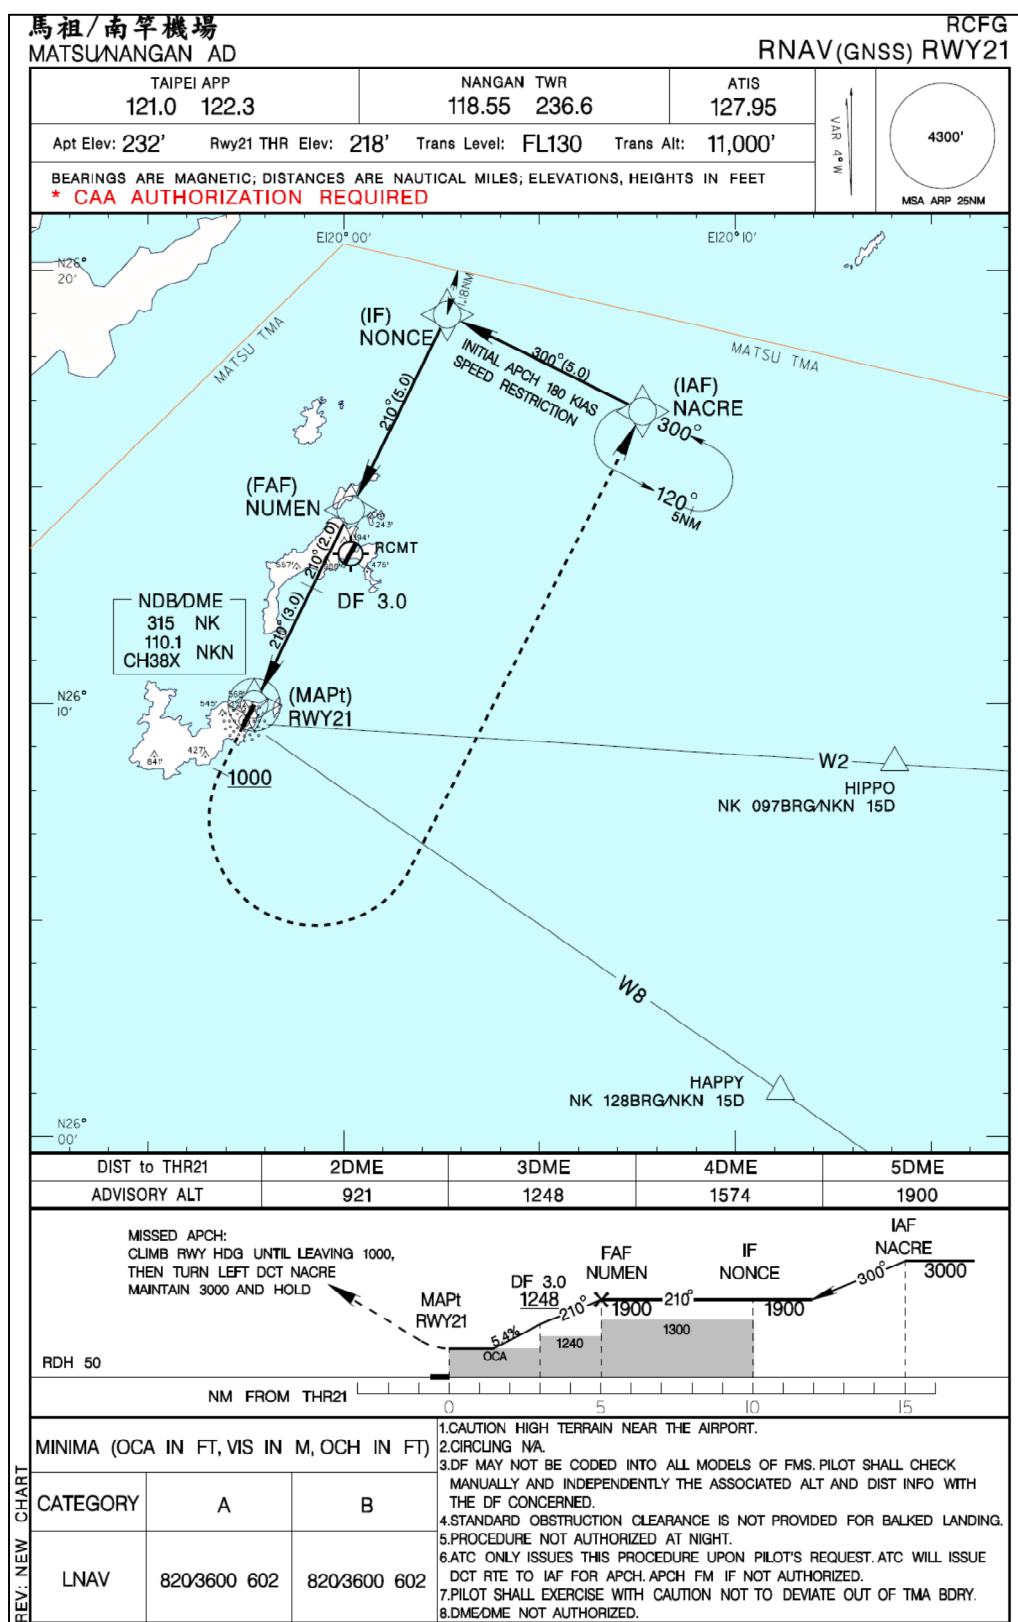 馬祖/南竿機場
RCFG
MATSU/NANGAN AD
RNAV(GNSS) RWY21
TAIPEI APP
121.0 122.3
NANGAN TWR
118.55 236.6
ATIS
127.95
VAR 4°W
4300'
MSA ARP 25NM
Apt Elev: 232' Rwy21 THR Elev: 218' Trans Level: FL130 Trans Alt: 11,000'
BEARINGS ARE MAGNETIC; DISTANCES ARE NAUTICAL MILES; ELEVATIONS, HEIGHTS IN FEET
* CAA AUTHORIZATION REQUIRED
E120° 00'
E120° 10'
N26°
20'
1.18NM
(IF)
NONCE
MATSU TMA
MATSU TMA
300°(5.0)
INITIAL APCH 180 KIAS
SPEED RESTRICTION
(IAF)
NACRE
300°
120°
5NM
210°(5.0)
(FAF)
NUMEN
243'
RCMT
557'
476'
210°(2.0)
DF 3.0
210°(3.0)
NDB/DME
315 NK
110.1
CH38X
NKN
N26°
10'
(MAPt)
RWY21
568'
545'
427'
841'
1000
W2
HIPPO
NK 097BRG/NKN 15D
W8
HAPPY
NK 128BRG/NKN 15D
N26°
00'
DIST to THR21 2DME 3DME 4DME 5DME
ADVISORY ALT 921 1248 1574 1900
MISSED APCH:
CLIMB RWY HDG UNTIL LEAVING 1000,
THEN TURN LEFT DCT NACRE
MAINTAIN 3000 AND HOLD
MAPt
RWY21
DF 3.0
1248
FAF
NUMEN
IF
NONCE
IAF
NACRE
3000
300°
210°
1900
210°
1900
5.4%
OCA
1240
1300
RDH 50
NM FROM THR21
0 5 10 15
MINIMA (OCA IN FT, VIS IN M, OCH IN FT)
CATEGORY A B
LNAV 820/3600 602 820/3600 602
1.CAUTION HIGH TERRAIN NEAR THE AIRPORT.
2.CIRCLING N/A.
3.DF MAY NOT BE CODED INTO ALL MODELS OF FMS. PILOT SHALL CHECK
MANUALLY AND INDEPENDENTLY THE ASSOCIATED ALT AND DIST INFO WITH
THE DF CONCERNED.
4.STANDARD OBSTRUCTION CLEARANCE IS NOT PROVIDED FOR BALKED LANDING.
5.PROCEDURE NOT AUTHORIZED AT NIGHT.
6.ATC ONLY ISSUES THIS PROCEDURE UPON PILOT'S REQUEST. ATC WILL ISSUE
DCT RTE TO IAF FOR APCH. APCH FM IF NOT AUTHORIZED.
7.PILOT SHALL EXERCISE WITH CAUTION NOT TO DEVIATE OUT OF TMA BDRY.
8.DME/DME NOT AUTHORIZED.
REV: NEW CHART